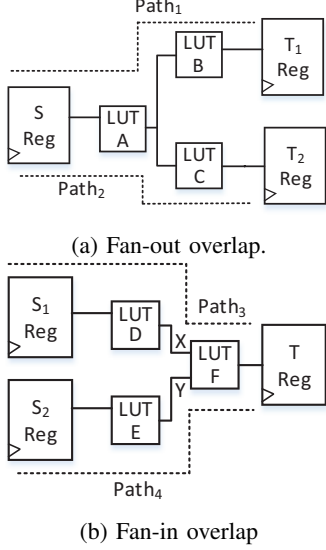 Path₁
LUT
B
T₁
Reg
S
Reg
LUT
A
LUT
C
T₂
Reg
Path₂
(a) Fan-out overlap.
S₁
Reg
LUT
D
Path₃
X
LUT
F
T
Reg
Y
S₂
Reg
LUT
E
Path₄
(b) Fan-in overlap